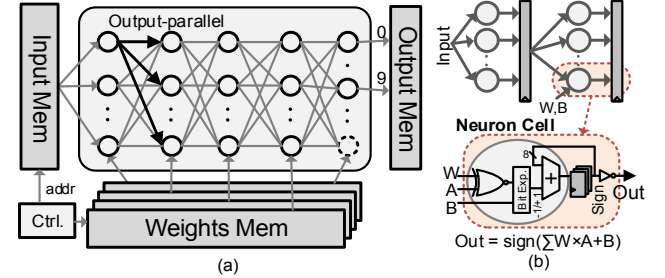 Output-parallel
Input Mem
0
9
Output Mem
addr
Ctrl.
Weights Mem
(a)
Input
W,B
Neuron Cell
8
W
A
B
Bit Exp.
-1/+1
+
Sign
Out
Out = sign(∑W×A+B)
(b)